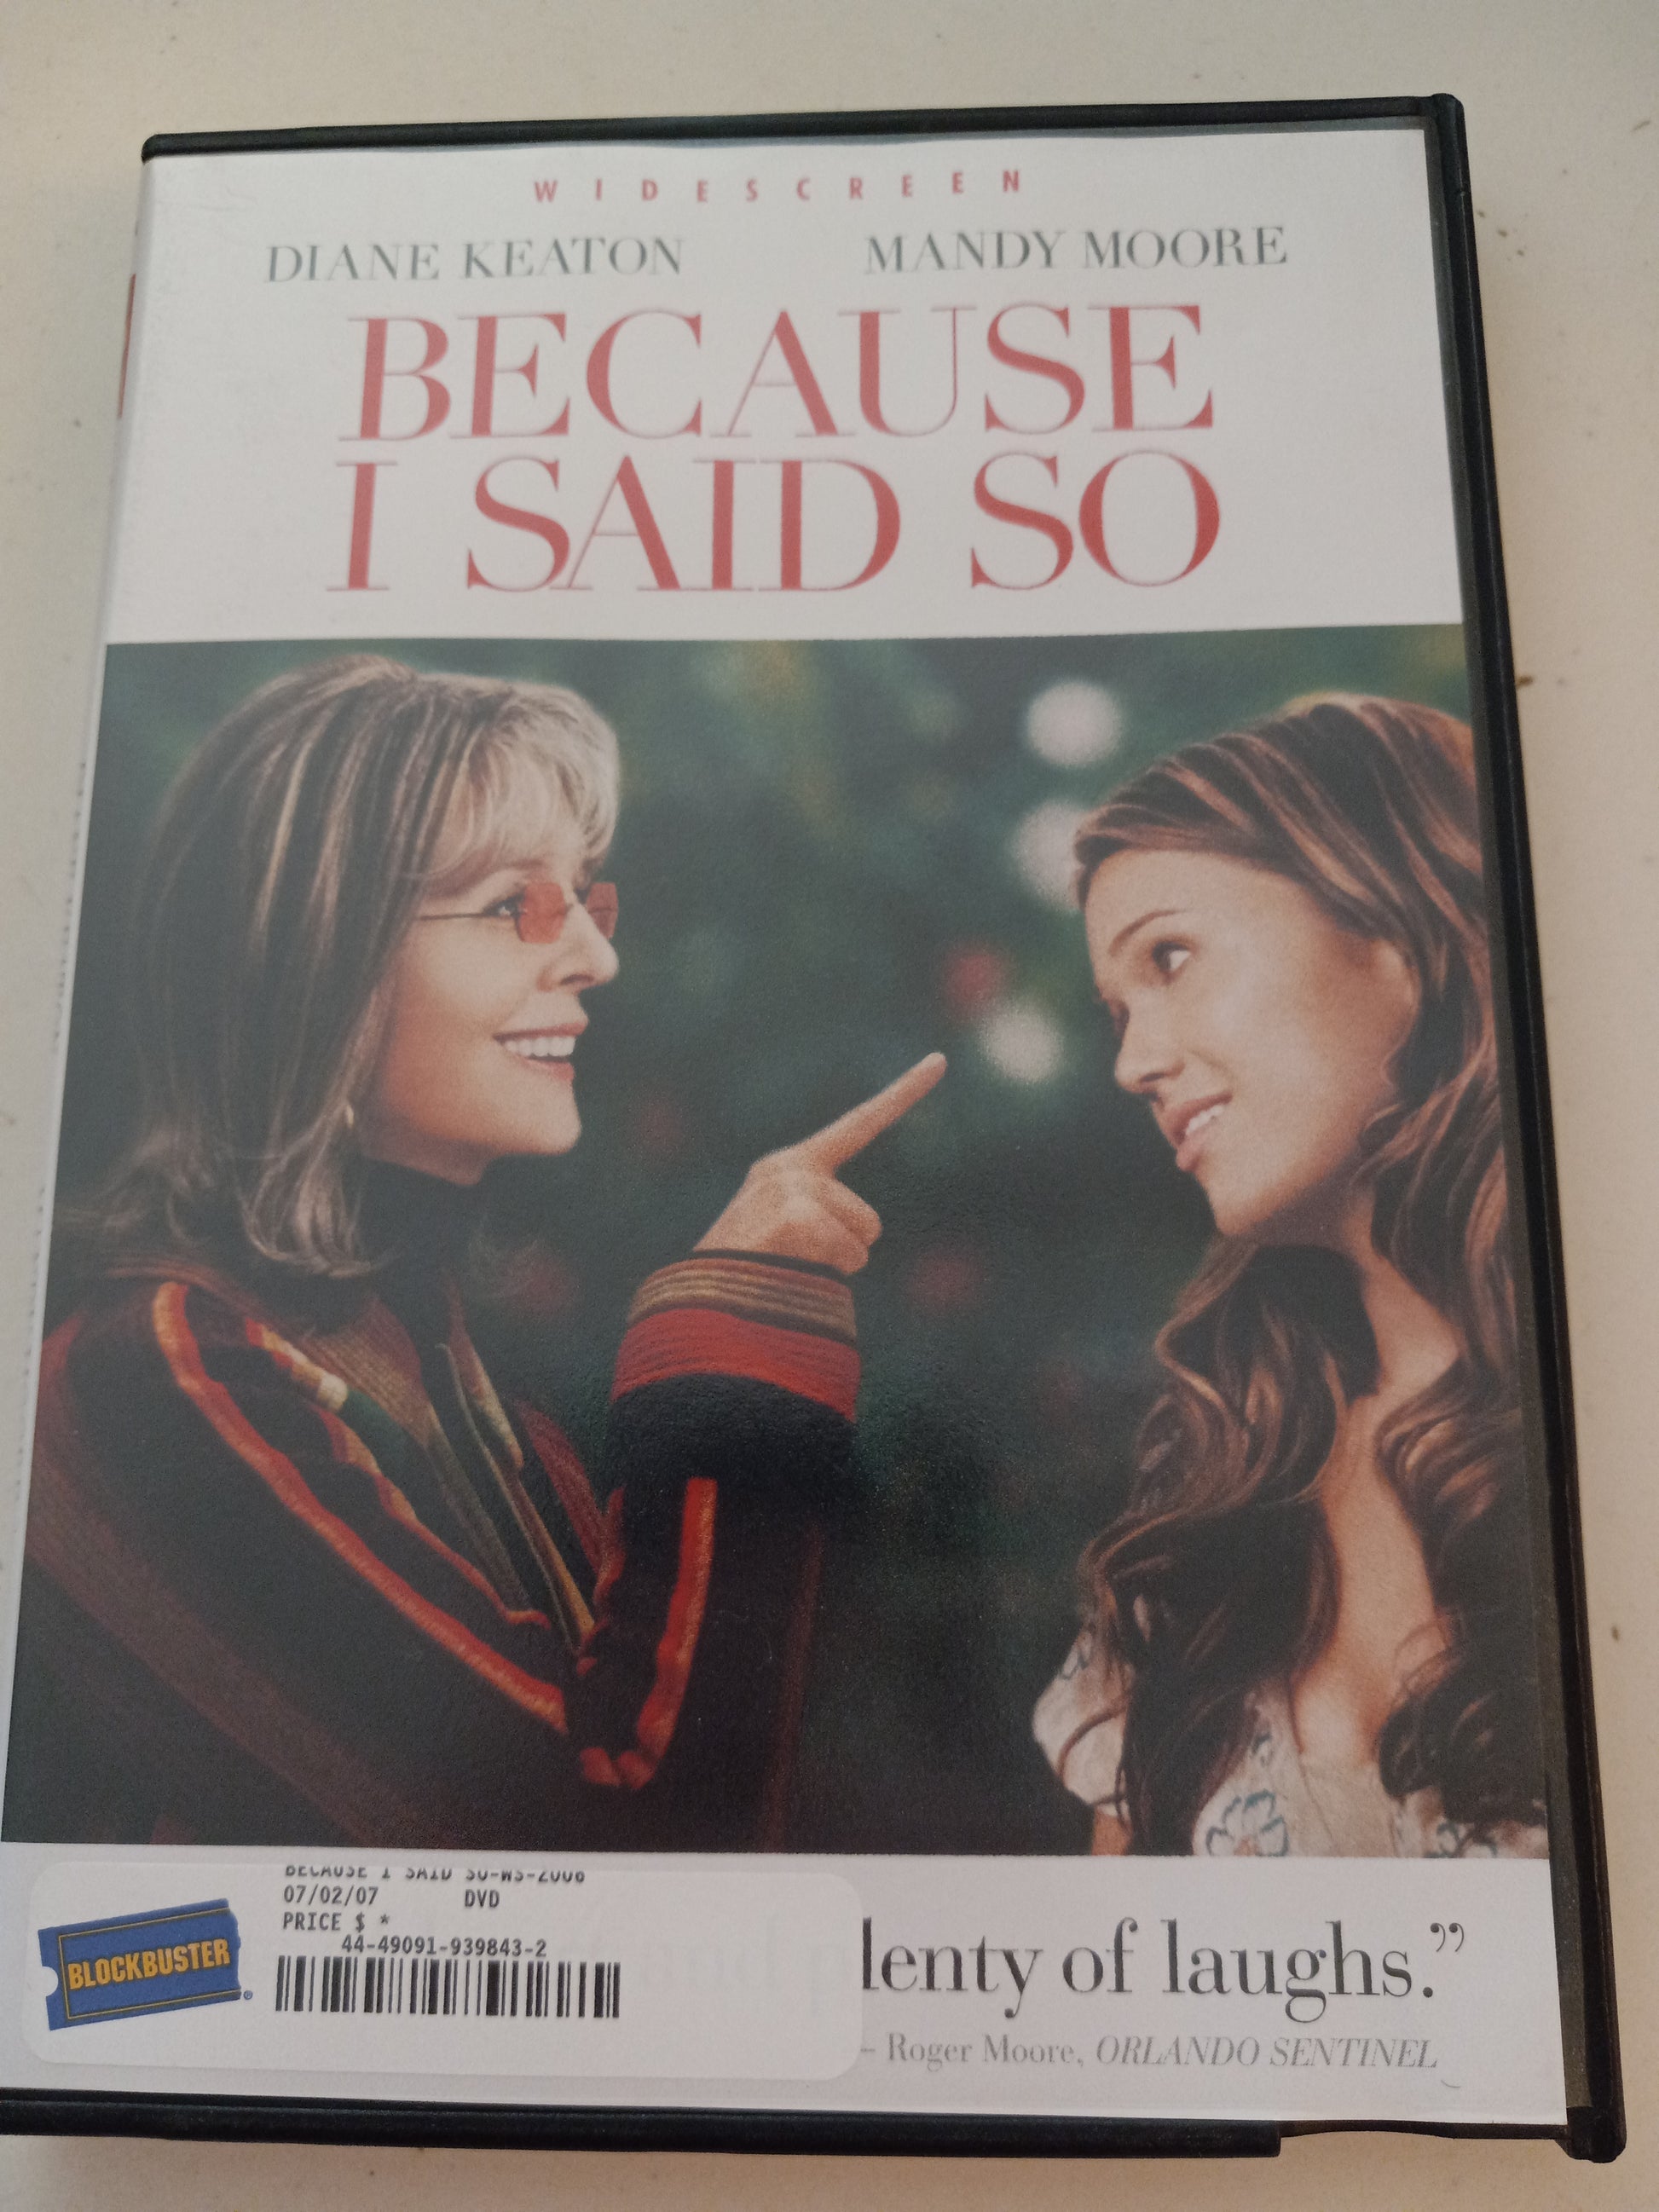 WIDESCREEN
DIANE KEATON MANDY MOORE
BECAUSE
I SAID SO
BECAUSE I SAID SO-WS-2006
07/02/07 DVD
PRICE $ *
44-49091-939843-2
BLOCKBUSTER®
lenty of laughs.”
– Roger Moore, ORLANDO SENTINEL